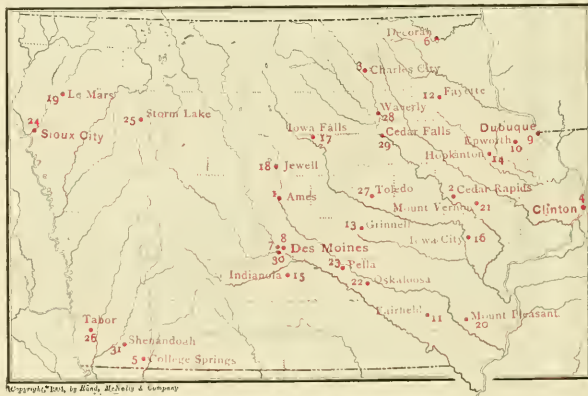 Decorah
6
3
Charles City
19 Le Mars
12 Fayette
25
Storm Lake
Waverly
28
24
Sioux City
Iowa Falls
17
Cedar Falls
29
Dubuque
9
Epworth
10
Hopkinton
14
18 Jewell
1
Ames
27 Toledo
2 Cedar Rapids
Mount Vernon
21
4
Clinton
13 Grinnell
Iowa City 16
7 8
Des Moines
30
Indianola 15
23 Pella
22 Oskaloosa
Fairfield
11
Mount Pleasant
20
Tabor
26
31 Shenandoah
5 College Springs
Copyright, by Rand, McNally & Company